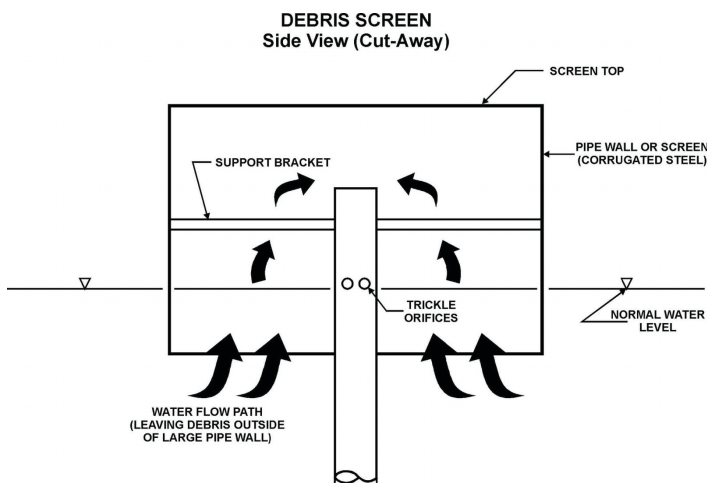 DEBRIS SCREEN
Side View (Cut-Away)
SCREEN TOP
PIPE WALL OR SCREEN
(CORRUGATED STEEL)
SUPPORT BRACKET
TRICKLE
ORIFICES
NORMAL WATER
LEVEL
WATER FLOW PATH
(LEAVING DEBRIS OUTSIDE
OF LARGE PIPE WALL)